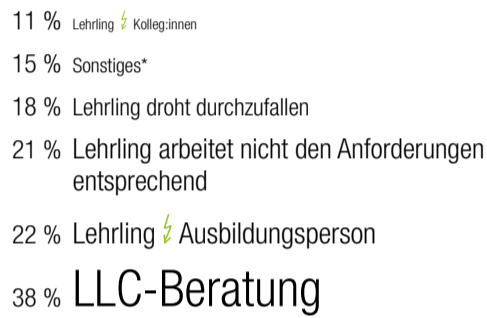 11 % Lehrling ⚡ Kolleg:innen
15 % Sonstiges*
18 % Lehrling droht durchzufallen
21 % Lehrling arbeitet nicht den Anforderungen
entsprechend
22 % Lehrling ⚡ Ausbildungsperson
38 % LLC-Beratung